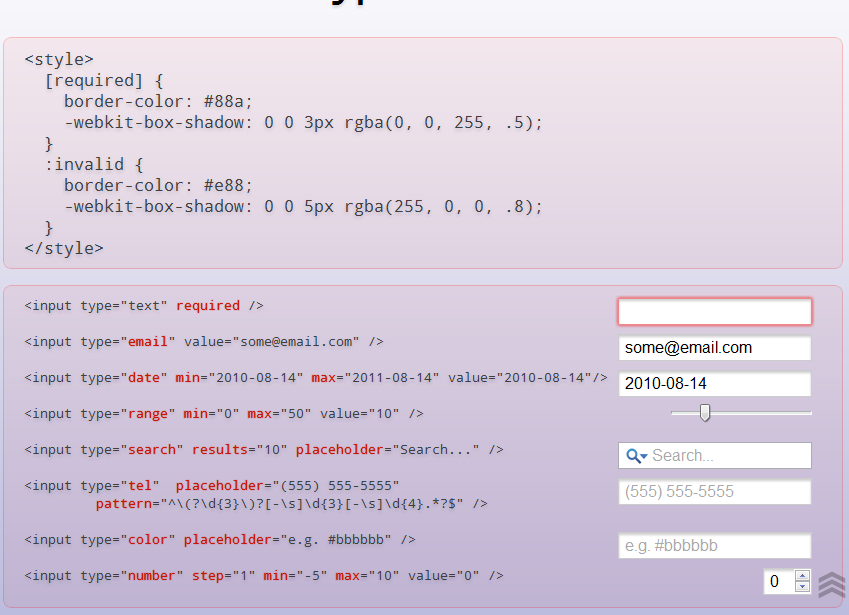 <style>
[required] {
border-color: #88a;
-webkit-box-shadow: 0 0 3px rgba(0, 0, 255, .5);
}
:invalid {
border-color: #e88;
-webkit-box-shadow: 0 0 5px rgba(255, 0, 0, .8);
}
</style>
<input type="text" required />
<input type="email" value="some@email.com" /> some@email.com
<input type="date" min="2010-08-14" max="2011-08-14" value="2010-08-14"/> 2010-08-14
<input type="range" min="0" max="50" value="10" />
<input type="search" results="10" placeholder="Search..." /> Search...
<input type="tel"  placeholder="(555) 555-5555" (555) 555-5555
pattern="^\(?\d{3}\)?[-\s]\d{3}[-\s]\d{4}.*?$" />
<input type="color" placeholder="e.g. #bbbbbb" /> e.g. #bbbbbb
<input type="number" step="1" min="-5" max="10" value="0" /> 0